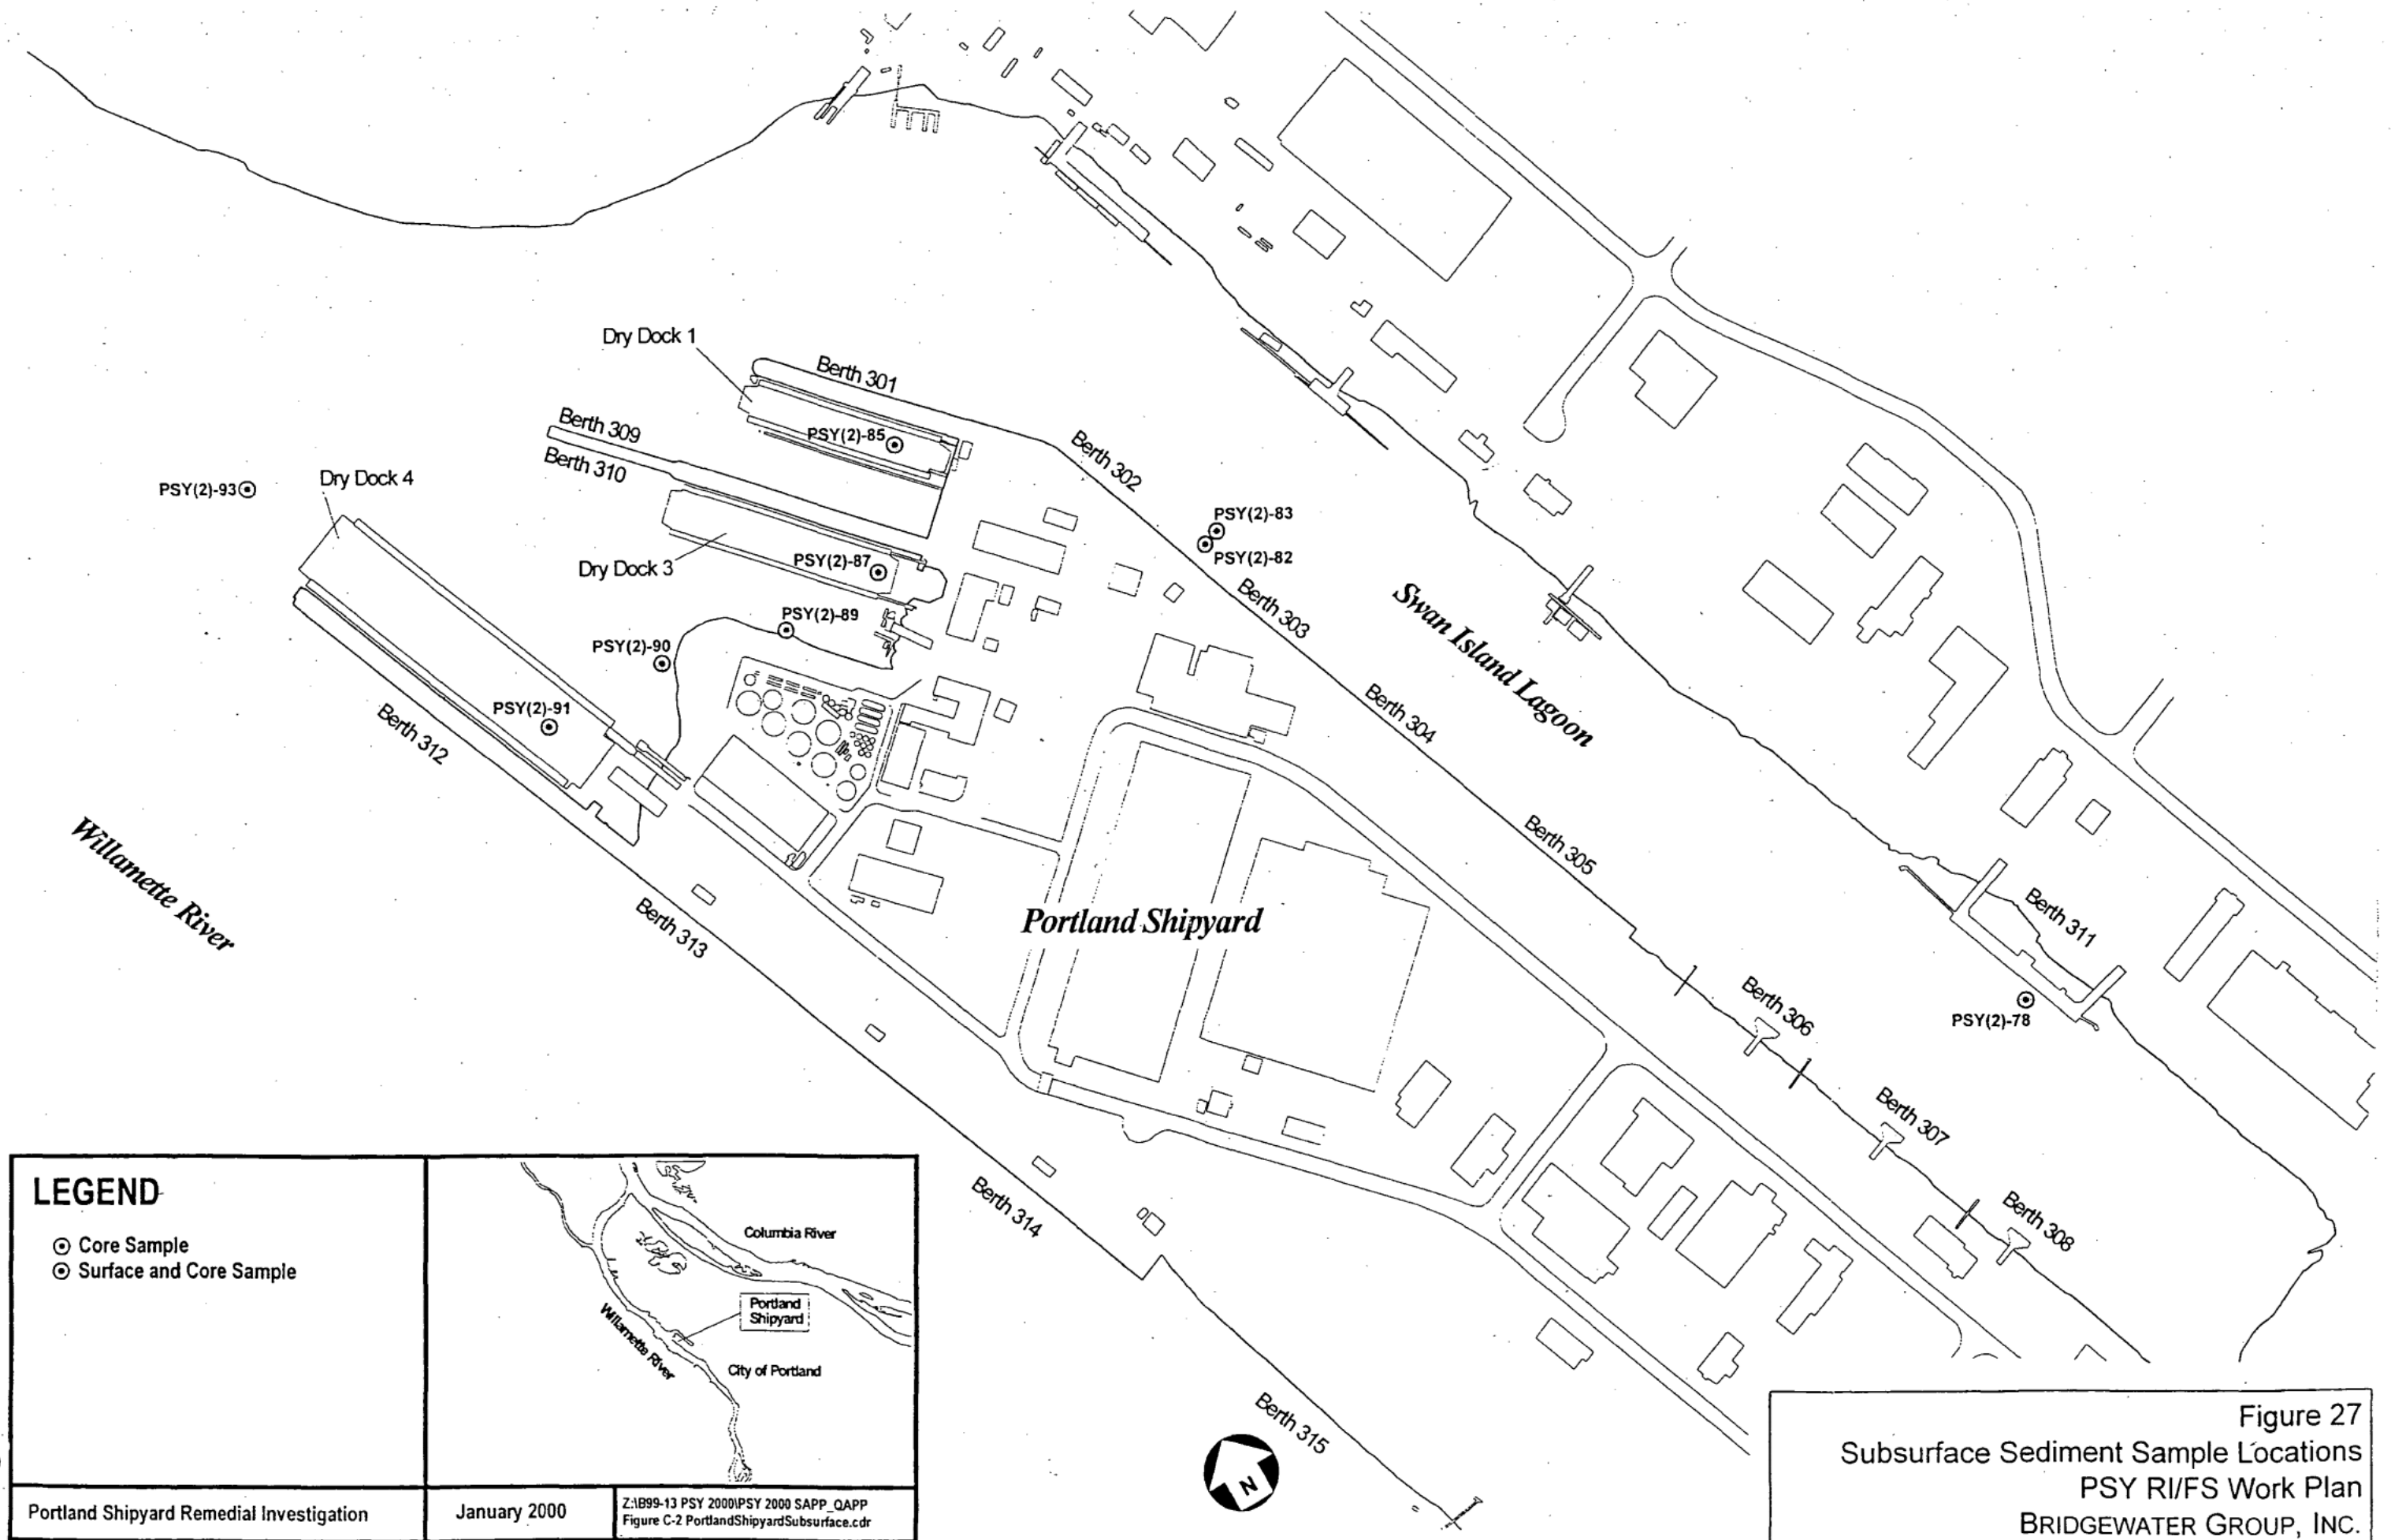 Dry Dock 1
Berth 301
Berth 309
Berth 310
PSY(2)-85
Berth 302
PSY(2)-93
Dry Dock 4
PSY(2)-83
PSY(2)-82
Dry Dock 3
PSY(2)-87
Berth 303
Swan Island Lagoon
PSY(2)-89
PSY(2)-90
PSY(2)-91
Berth 312
Berth 304
Berth 305
Willamette River
Berth 313
Portland Shipyard
Berth 311
Berth 306
PSY(2)-78
Berth 307
Berth 314
Berth 308
Berth 315
N
LEGEND
Core Sample
Surface and Core Sample
Columbia River
Portland
Shipyard
Willamette River
City of Portland
Portland Shipyard Remedial Investigation
January 2000
Z:\B99-13 PSY 2000\PSY 2000 SAPP_QAPP
Figure C-2 PortlandShipyardSubsurface.cdr
Figure 27
Subsurface Sediment Sample Locations
PSY RI/FS Work Plan
BRIDGEWATER GROUP, INC.